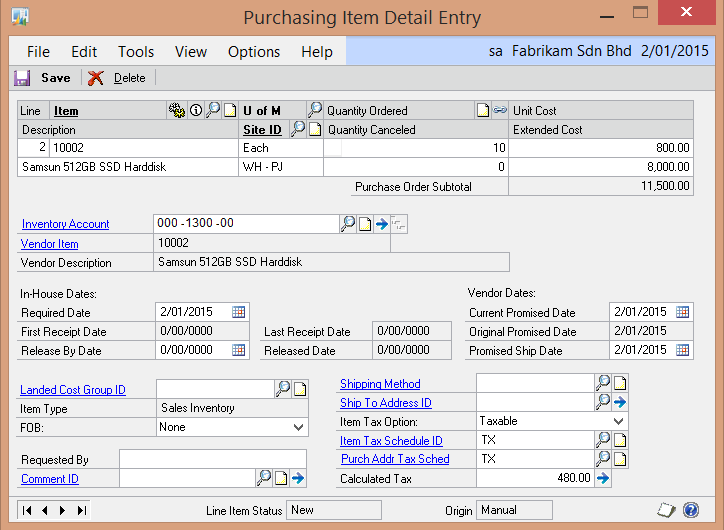 Purchasing Item Detail Entry
File Edit Tools View Options Help sa Fabrikam Sdn Bhd 2/01/2015
Save Delete
Line Item U of M Quantity Ordered Unit Cost
Description Site ID Quantity Canceled Extended Cost
2 10002 Each 10 800.00
Samsun 512GB SSD Harddisk WH - PJ 0 8,000.00
Purchase Order Subtotal 11,500.00
Inventory Account 000 -1300 -00
Vendor Item 10002
Vendor Description Samsun 512GB SSD Harddisk
In-House Dates: Vendor Dates:
Required Date 2/01/2015 Current Promised Date 2/01/2015
First Receipt Date 0/00/0000 Last Receipt Date 0/00/0000 Original Promised Date 2/01/2015
Release By Date 0/00/0000 Released Date 0/00/0000 Promised Ship Date 2/01/2015
Landed Cost Group ID Shipping Method
Item Type Sales Inventory Ship To Address ID
FOB: None Item Tax Option: Taxable
Item Tax Schedule ID TX
Requested By Purch Addr Tax Sched TX
Comment ID Calculated Tax 480.00
Line Item Status New Origin Manual